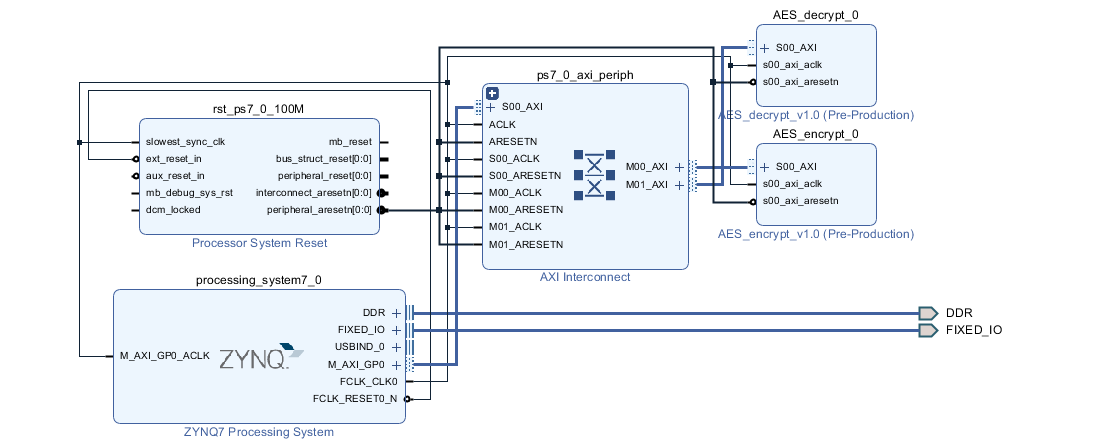 AES_decrypt_0
S00_AXI
s00_axi_aclk
s00_axi_aresetn
AES_decrypt_v1.0 (Pre-Production)
ps7_0_axi_periph
S00_AXI
ACLK
ARESETN
S00_ACLK
S00_ARESETN
M00_ACLK
M00_ARESETN
M01_ACLK
M01_ARESETN
M00_AXI
M01_AXI
AXI Interconnect
rst_ps7_0_100M
slowest_sync_clk
ext_reset_in
aux_reset_in
mb_debug_sys_rst
dcm_locked
mb_reset
bus_struct_reset[0:0]
peripheral_reset[0:0]
interconnect_aresetn[0:0]
peripheral_aresetn[0:0]
Processor System Reset
AES_encrypt_0
S00_AXI
s00_axi_aclk
s00_axi_aresetn
AES_encrypt_v1.0 (Pre-Production)
processing_system7_0
M_AXI_GP0_ACLK
ZYNQ
DDR
FIXED_IO
USBIND_0
M_AXI_GP0
FCLK_CLK0
FCLK_RESET0_N
ZYNQ7 Processing System
DDR
FIXED_IO